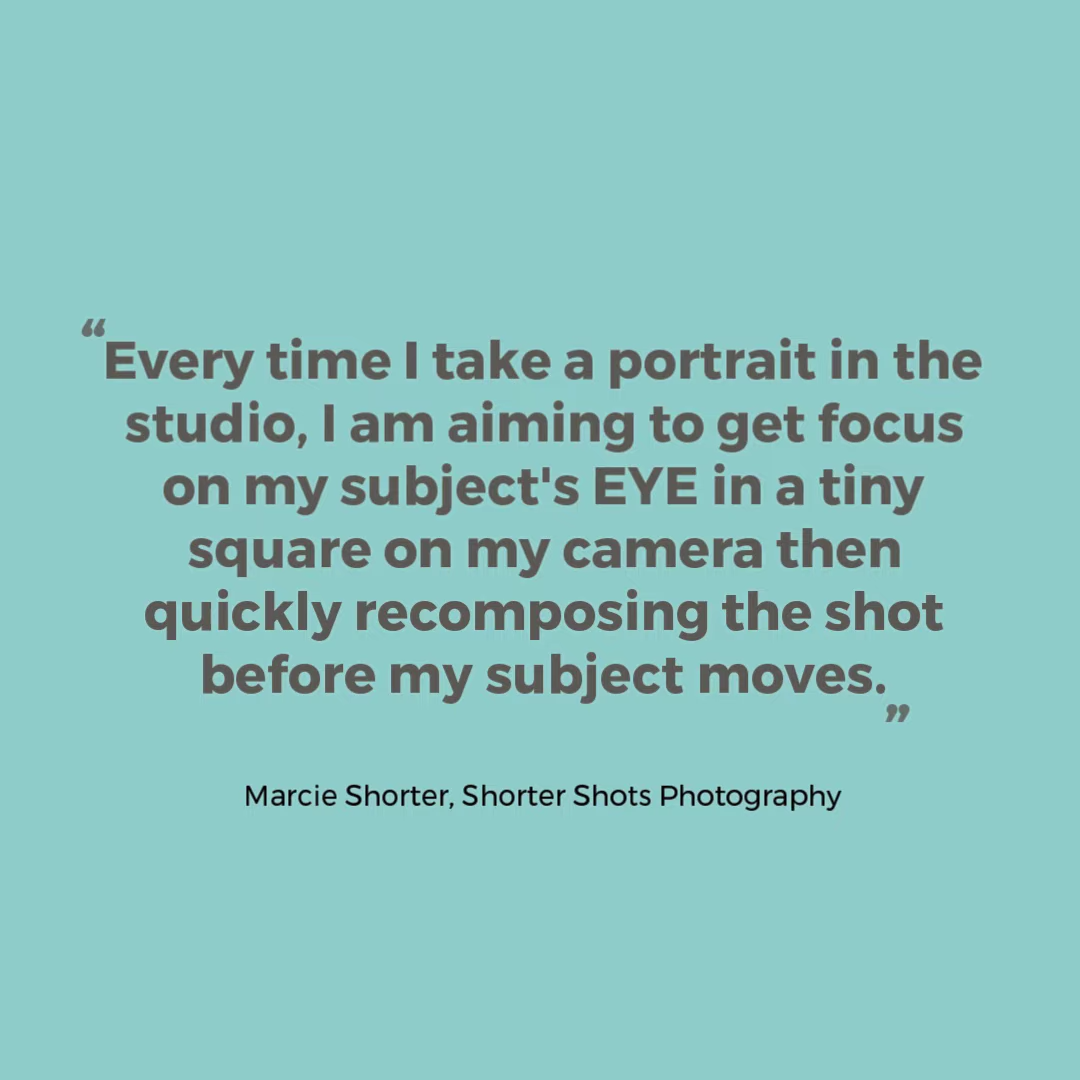 “Every time I take a portrait in the
studio, I am aiming to get focus
on my subject's EYE in a tiny
square on my camera then
quickly recomposing the shot
before my subject moves.
”
Marcie Shorter, Shorter Shots Photography